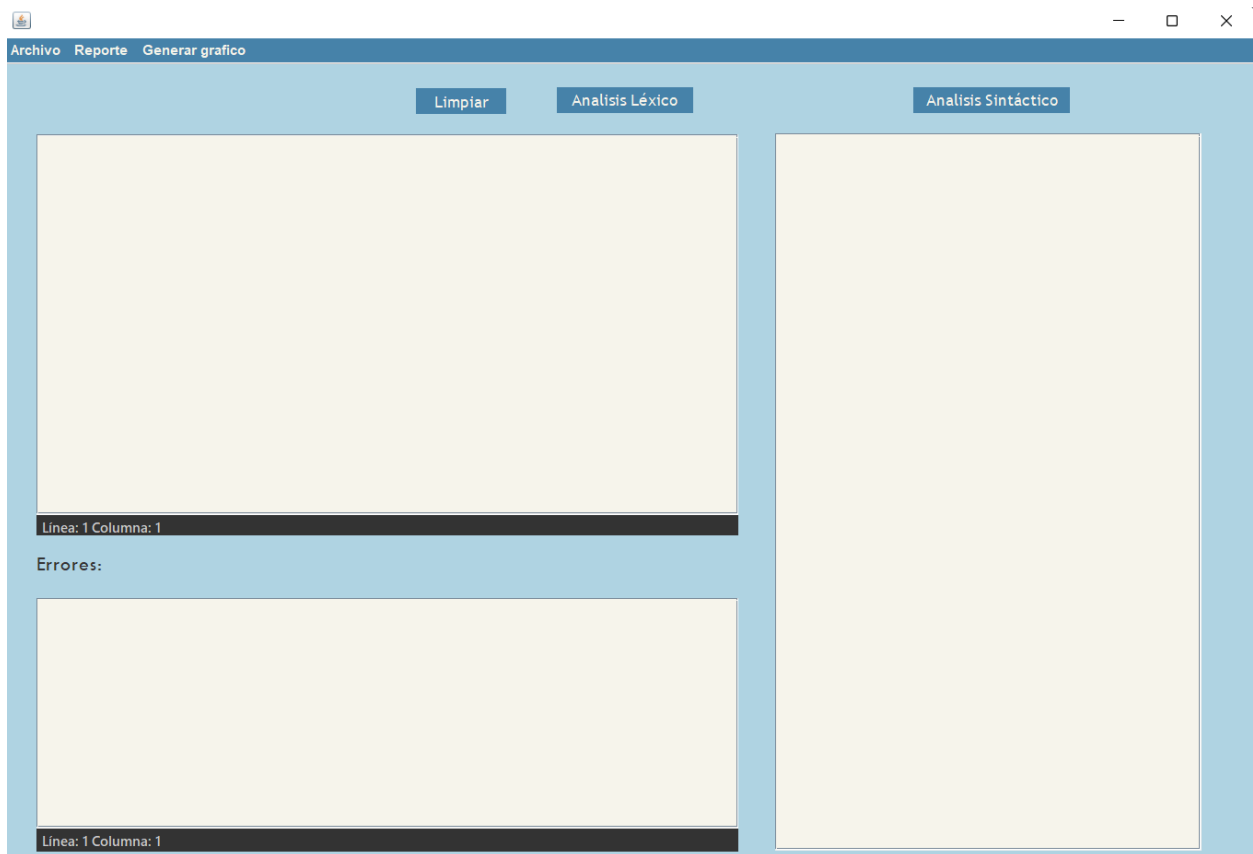 Archivo Reporte Generar grafico
Limpiar Analisis Léxico Analisis Sintáctico
Línea: 1 Columna: 1
Errores:
Línea: 1 Columna: 1